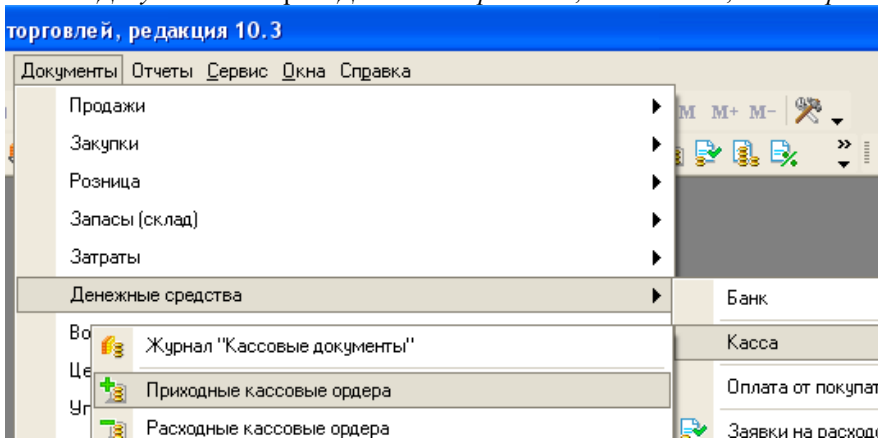 торговлей, редакция 10.3
Документы Отчеты Сервис Окна Справка
Продажи
M M+ M-
Закупки
Розница
Запасы (склад)
Затраты
Денежные средства
Банк
Журнал "Кассовые документы"
Касса
Приходные кассовые ордера
Оплата от покупат
Расходные кассовые ордера
Заявки на расходо